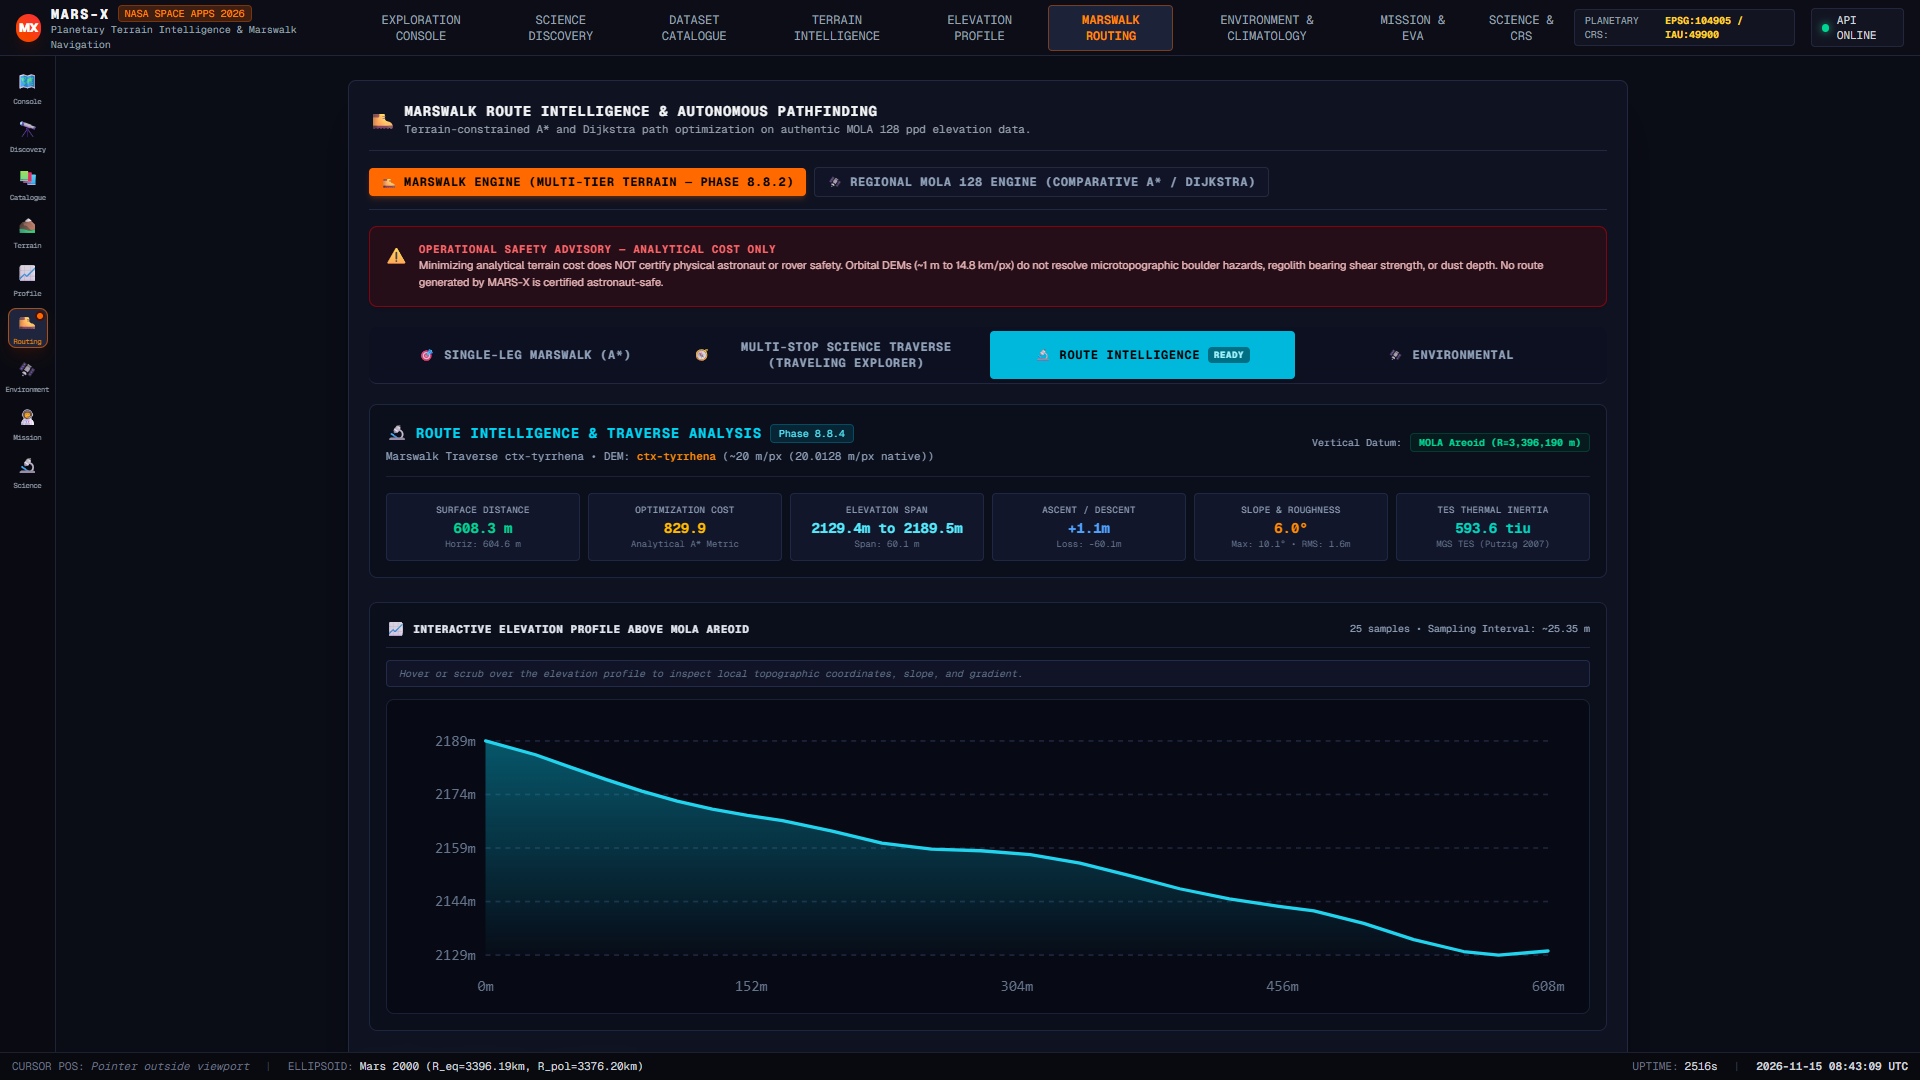 MX
MARS-X
NASA SPACE APPS 2026
Planetary Terrain Intelligence & Marswalk
Navigation
EXPLORATION
CONSOLE
SCIENCE
DISCOVERY
DATASET
CATALOGUE
TERRAIN
INTELLIGENCE
ELEVATION
PROFILE
MARSWALK
ROUTING
ENVIRONMENT &
CLIMATOLOGY
MISSION &
EVA
SCIENCE &
CRS
PLANETARY
CRS:
EPSG:104905 /
IAU:49900
API
ONLINE
Console
Discovery
Catalogue
Terrain
Profile
Routing
Environment
Mission
Science
MARSWALK ROUTE INTELLIGENCE & AUTONOMOUS PATHFINDING
Terrain-constrained A* and Dijkstra path optimization on authentic MOLA 128 ppd elevation data.
MARSWALK ENGINE (MULTI-TIER TERRAIN — PHASE 8.8.2)
REGIONAL MOLA 128 ENGINE (COMPARATIVE A* / DIJKSTRA)
OPERATIONAL SAFETY ADVISORY — ANALYTICAL COST ONLY
Minimizing analytical terrain cost does NOT certify physical astronaut or rover safety. Orbital DEMs (~1 m to 14.8 km/px) do not resolve microtopographic boulder hazards, regolith bearing shear strength, or dust depth. No route
generated by MARS-X is certified astronaut-safe.
SINGLE-LEG MARSWALK (A*)
MULTI-STOP SCIENCE TRAVERSE
(TRAVELING EXPLORER)
ROUTE INTELLIGENCE READY
ENVIRONMENTAL
ROUTE INTELLIGENCE & TRAVERSE ANALYSIS Phase 8.8.4
Marswalk Traverse ctx-tyrrhena • DEM: ctx-tyrrhena (~20 m/px (20.0128 m/px native))
Vertical Datum: MOLA Areoid (R=3,396,190 m)
SURFACE DISTANCE
608.3 m
Horiz: 604.6 m
OPTIMIZATION COST
829.9
Analytical A* Metric
ELEVATION SPAN
2129.4m to 2189.5m
Span: 60.1 m
ASCENT / DESCENT
+1.1m
Loss: -60.1m
SLOPE & ROUGHNESS
6.0°
Max: 10.1° • RMS: 1.6m
TES THERMAL INERTIA
593.6 tiu
MGS TES (Putzig 2007)
INTERACTIVE ELEVATION PROFILE ABOVE MOLA AREOID
25 samples • Sampling Interval: ~25.35 m
Hover or scrub over the elevation profile to inspect local topographic coordinates, slope, and gradient.
2189m
2174m
2159m
2144m
2129m
0m
152m
304m
456m
608m
CURSOR POS: Pointer outside viewport | ELLIPSOID: Mars 2000 (R_eq=3396.19km, R_pol=3376.20km)
UPTIME: 2516s | 2026-11-15 08:43:09 UTC